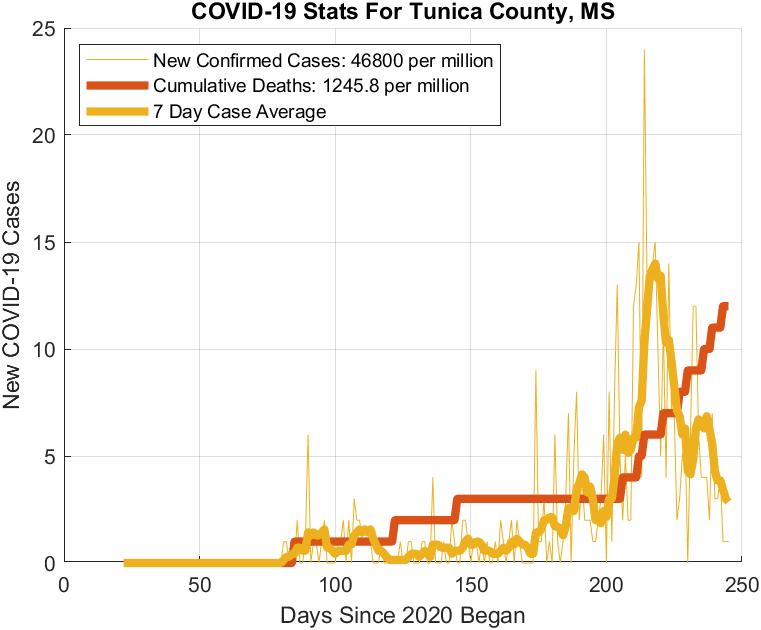 COVID-19 Stats For Tunica County, MS
New Confirmed Cases: 46800 per million
Cumulative Deaths: 1245.8 per million
7 Day Case Average
New COVID-19 Cases
25
20
15
10
5
0
0 50 100 150 200 250
Days Since 2020 Began